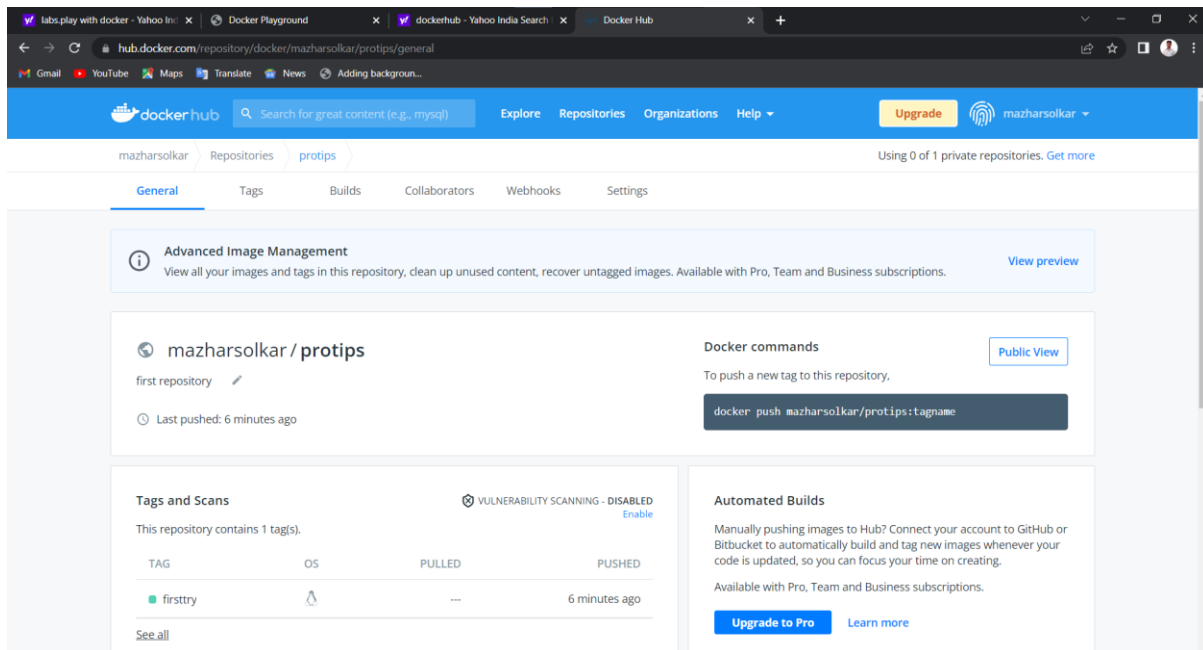 labs.play with docker - Yahoo Ind
Docker Playground
dockerhub - Yahoo India Search
Docker Hub
hub.docker.com/repository/docker/mazharsolkar/protips/general
Gmail YouTube Maps Translate News Adding backgroun...
docker hub Search for great content (e.g., mysql) Explore Repositories Organizations Help Upgrade mazharsolkar
mazharsolkar Repositories protips Using 0 of 1 private repositories. Get more
General Tags Builds Collaborators Webhooks Settings
Advanced Image Management
View all your images and tags in this repository, clean up unused content, recover untagged images. Available with Pro, Team and Business subscriptions.
View preview
mazharsolkar / protips
first repository
Last pushed: 6 minutes ago
Docker commands
Public View
To push a new tag to this repository,
docker push mazharsolkar/protips:tagname
Tags and Scans
VULNERABILITY SCANNING - DISABLED
Enable
This repository contains 1 tag(s).
TAG OS PULLED PUSHED
firsttry --- 6 minutes ago
See all
Automated Builds
Manually pushing images to Hub? Connect your account to GitHub or
Bitbucket to automatically build and tag new images whenever your
code is updated, so you can focus your time on creating.
Available with Pro, Team and Business subscriptions.
Upgrade to Pro Learn more